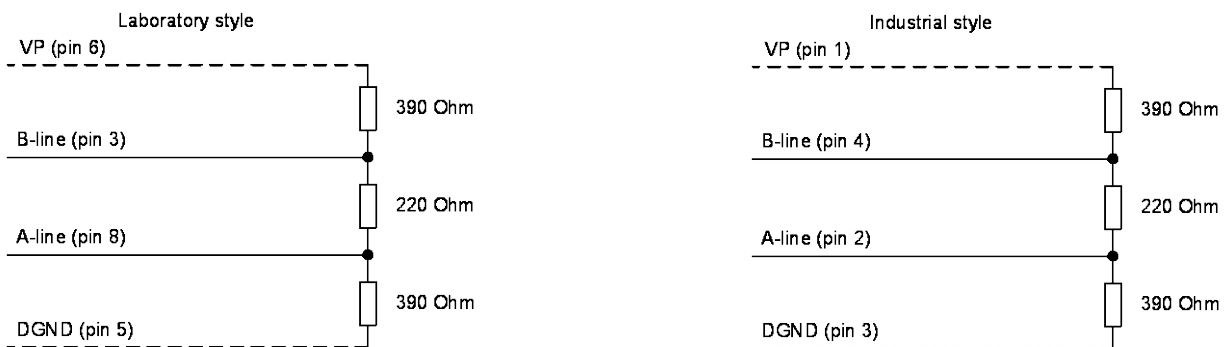 Laboratory style
VP (pin 6)
390 Ohm
B-line (pin 3)
220 Ohm
A-line (pin 8)
390 Ohm
DGND (pin 5)
Industrial style
VP (pin 1)
390 Ohm
B-line (pin 4)
220 Ohm
A-line (pin 2)
390 Ohm
DGND (pin 3)